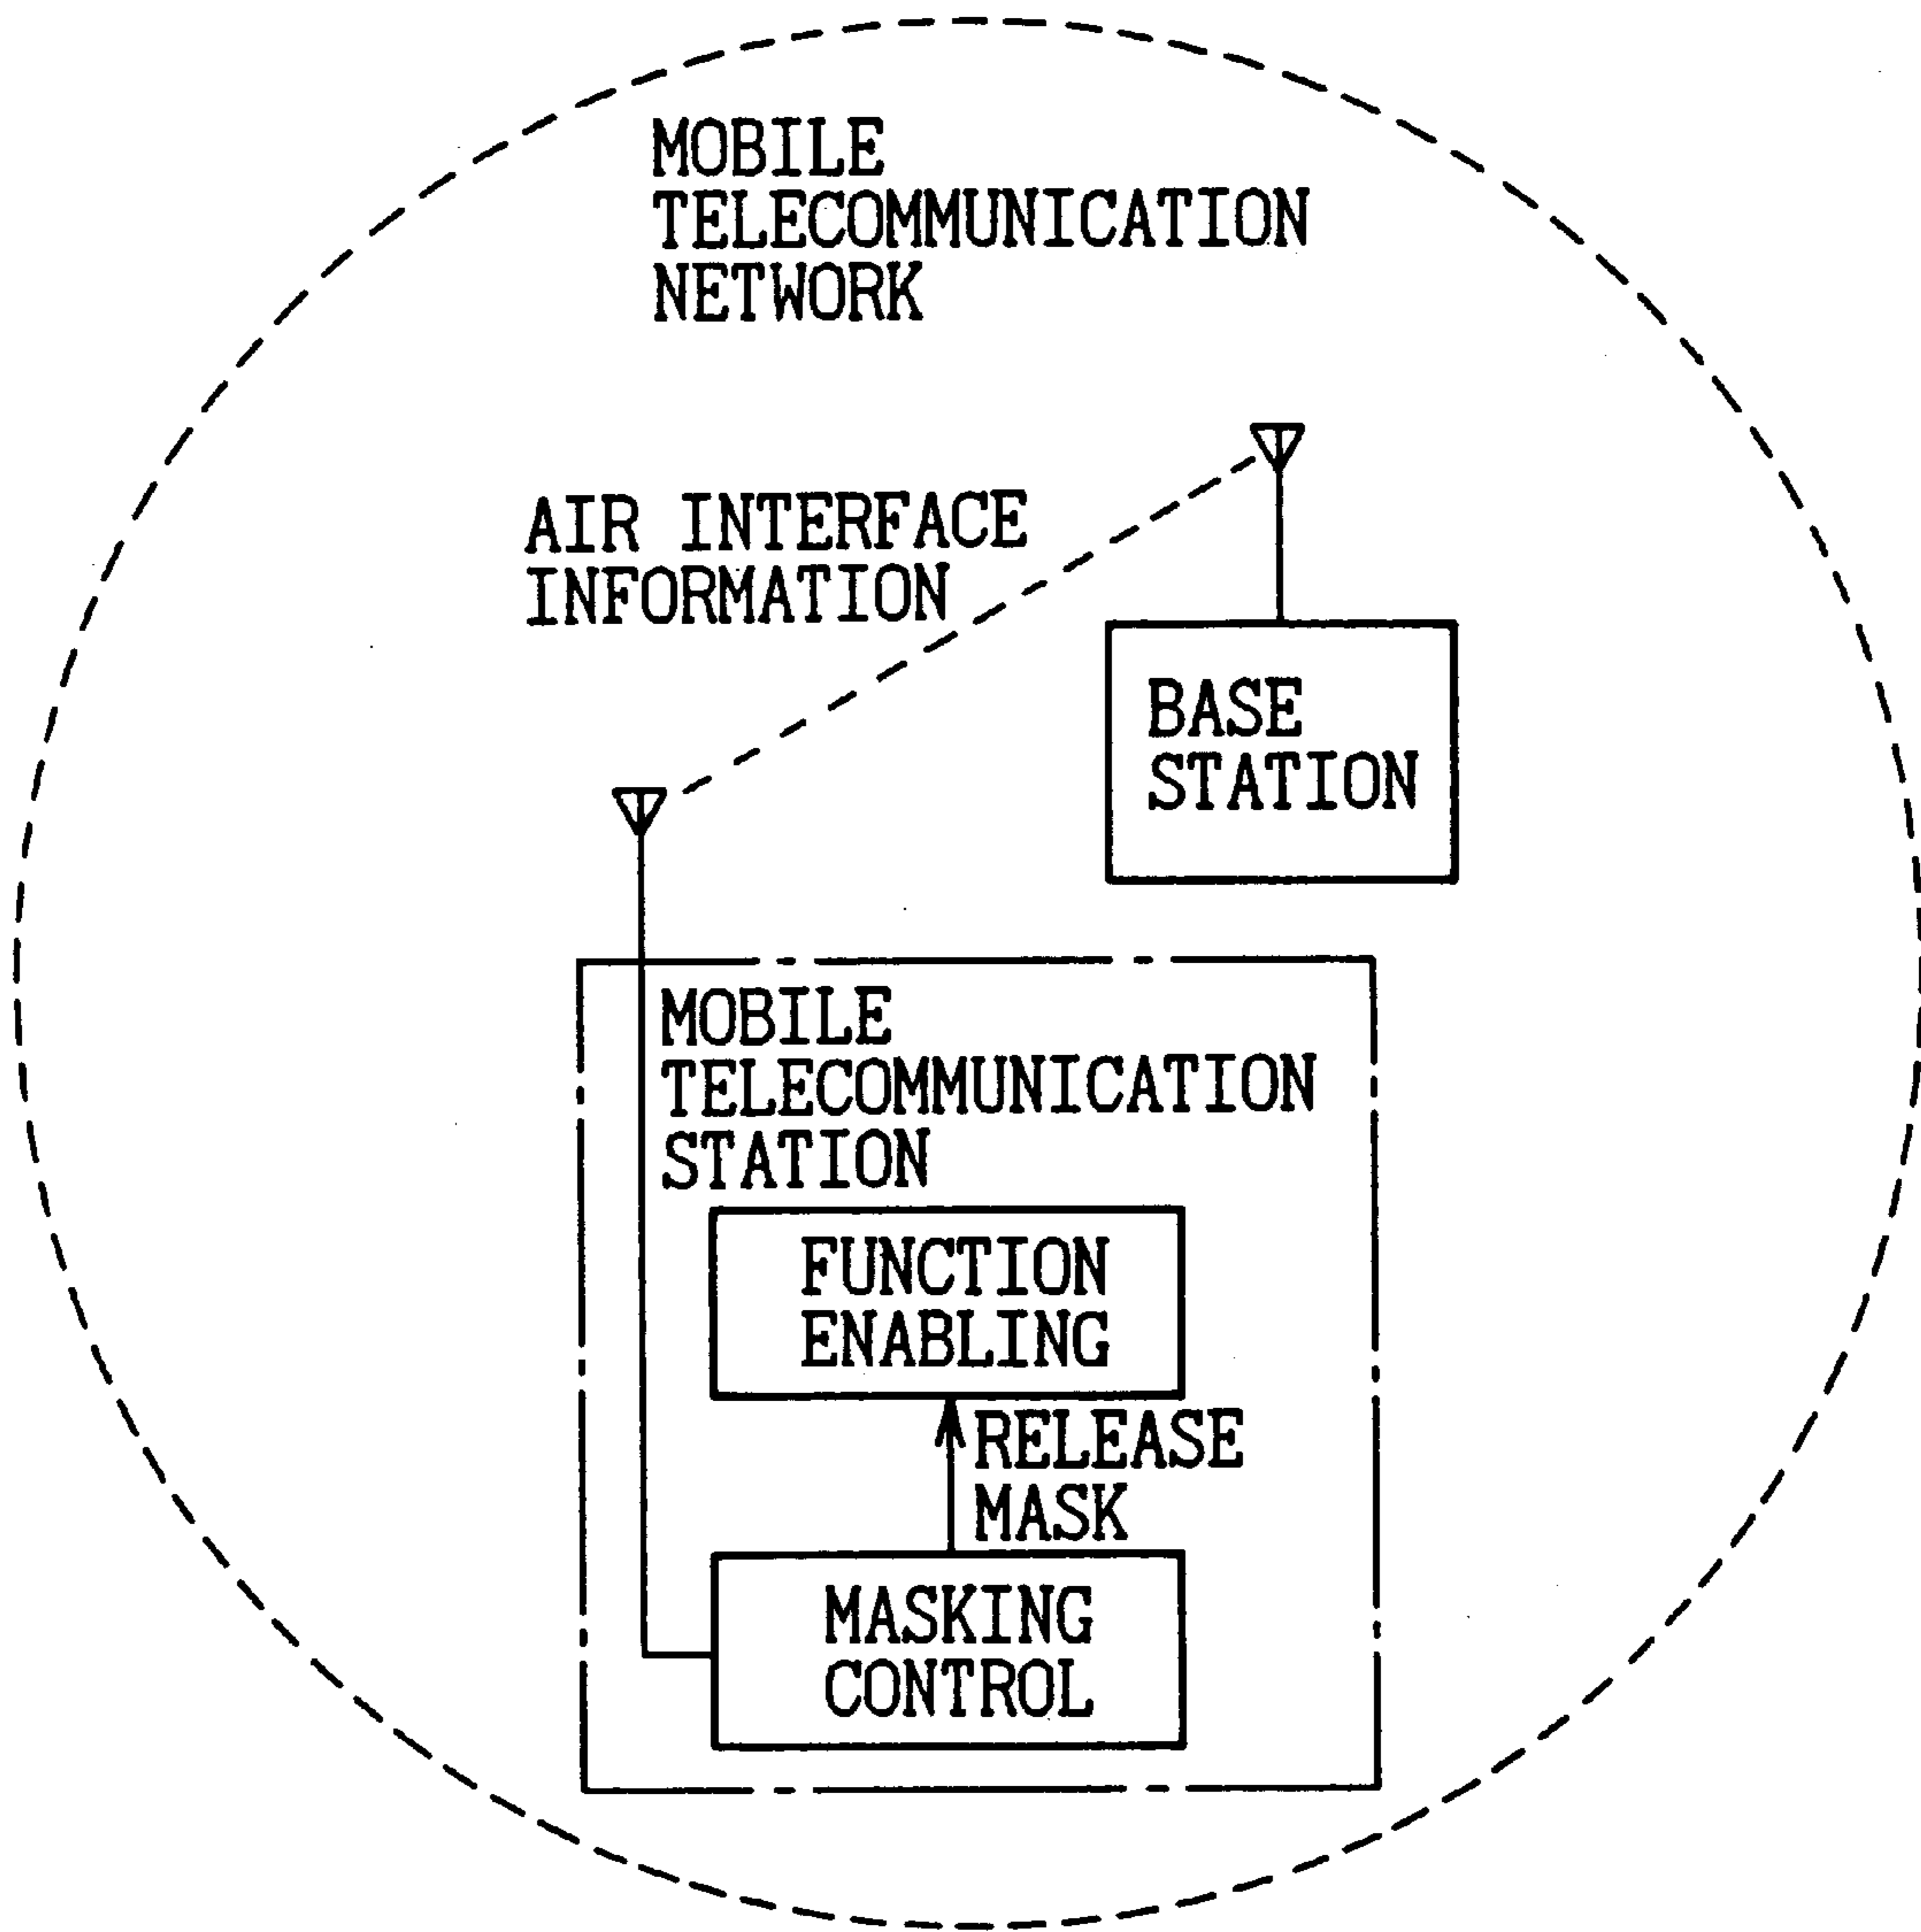 MOBILE
TELECOMMUNICATION
NETWORK
AIR INTERFACE
INFORMATION
BASE
STATION
MOBILE
TELECOMMUNICATION
STATION
FUNCTION
ENABLING
RELEASE
MASK
MASKING
CONTROL